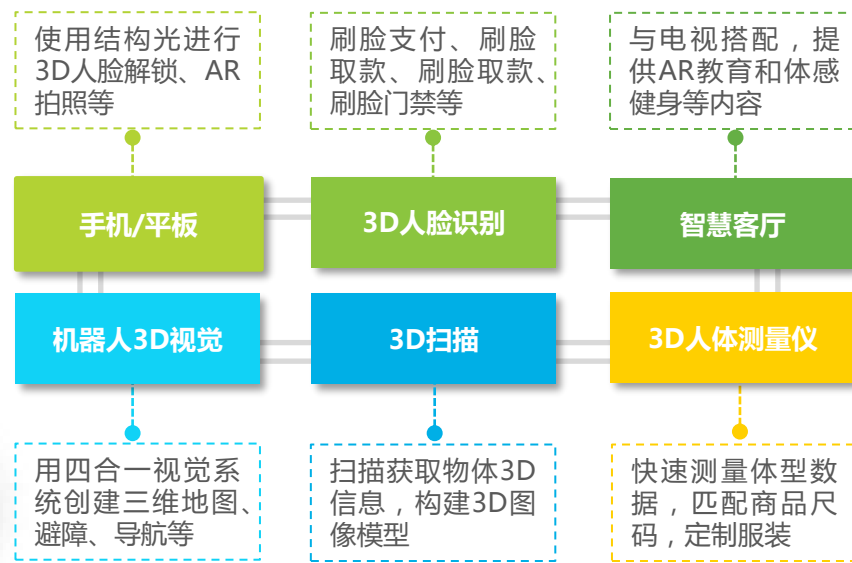 使用结构光进行
3D人脸解锁、AR
拍照等
刷脸支付、刷脸
取款、刷脸取款、
刷脸门禁等
与电视搭配，提
供AR教育和体感
健身等内容
手机/平板
3D人脸识别
智慧客厅
机器人3D视觉
3D扫描
3D人体测量仪
用四合一视觉系
统创建三维地图、
避障、导航等
扫描获取物体3D
信息，构建3D图
像模型
快速测量体型数
据，匹配商品尺
码，定制服装